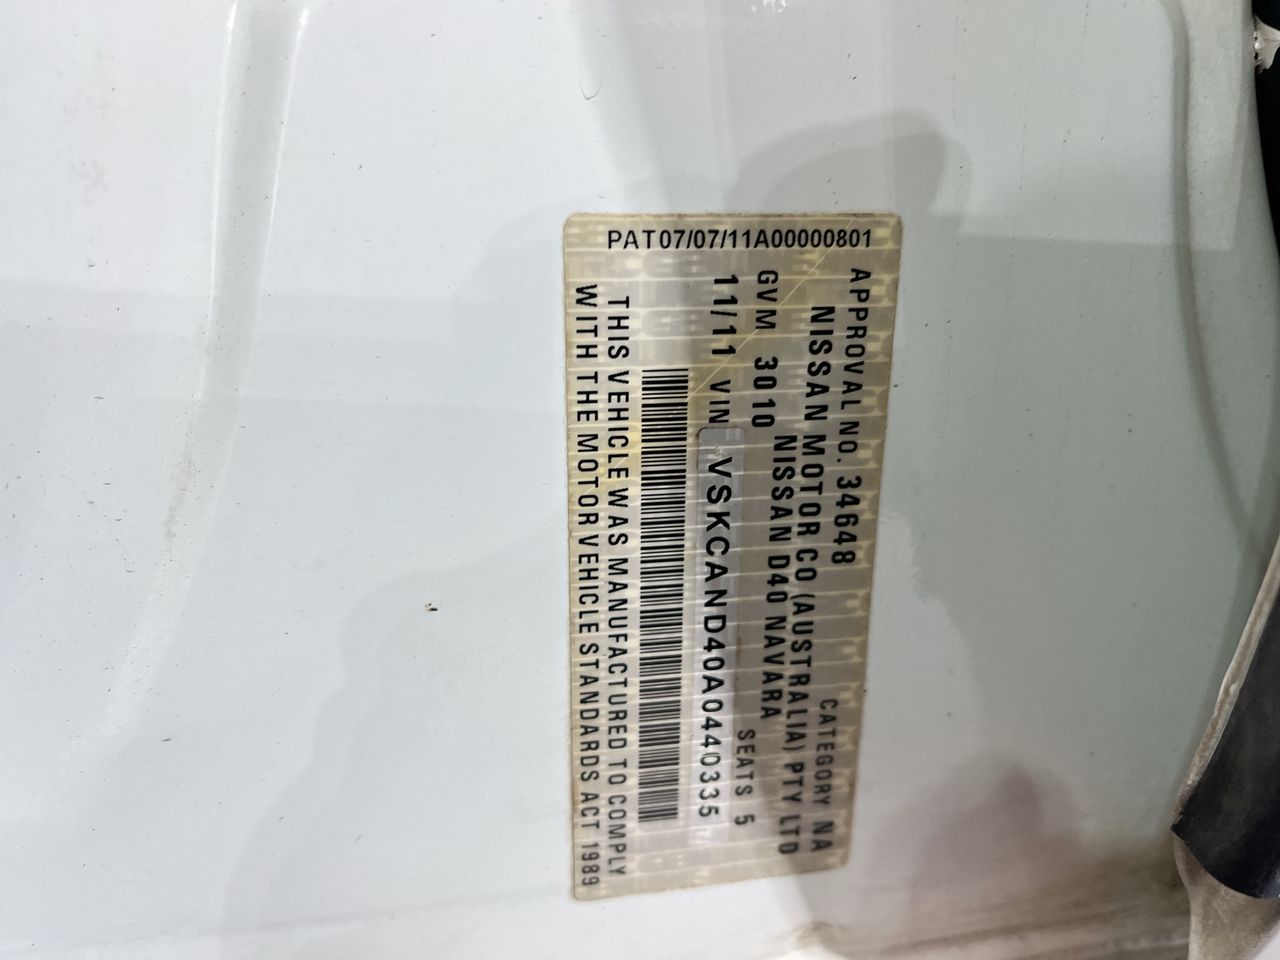 PAT07/07/11A00000801
APPROVAL NO. 34648 CATEGORY NA
NISSAN MOTOR CO (AUSTRALIA) PTY LTD
NISSAN D40 NAVARA
GVM 3010 SEATS 5
11/11 VIN VSKCAND40A0440335
THIS VEHICLE WAS MANUFACTURED TO COMPLY
WITH THE MOTOR VEHICLE STANDARDS ACT 1989